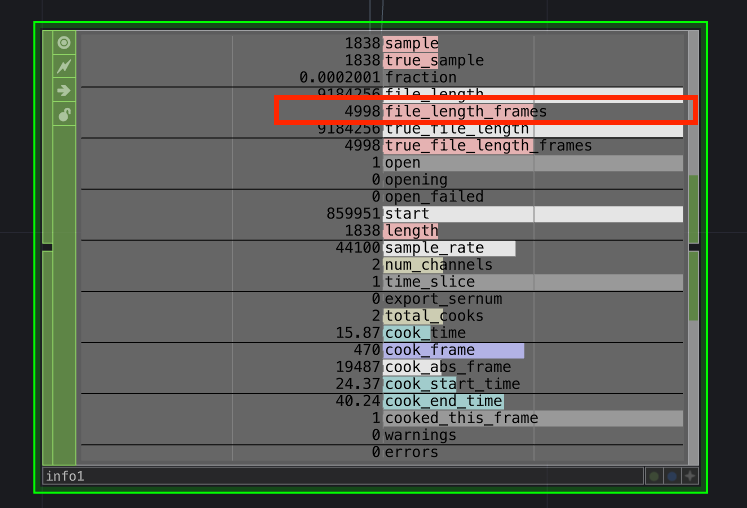 1838 sample
1838 true_sample
0.0002001 fraction
9184256 file_length
4998 file_length_frames
9184256 true_file_length
4998 true_file_length_frames
1 open
0 opening
0 open_failed
859951 start
1838 length
44100 sample_rate
2 num_channels
1 time_slice
0 export_sernum
2 total_cooks
15.87 cook_time
470 cook_frame
19487 cook_abs_frame
24.37 cook_start_time
40.24 cook_end_time
1 cooked_this_frame
0 warnings
0 errors
info1